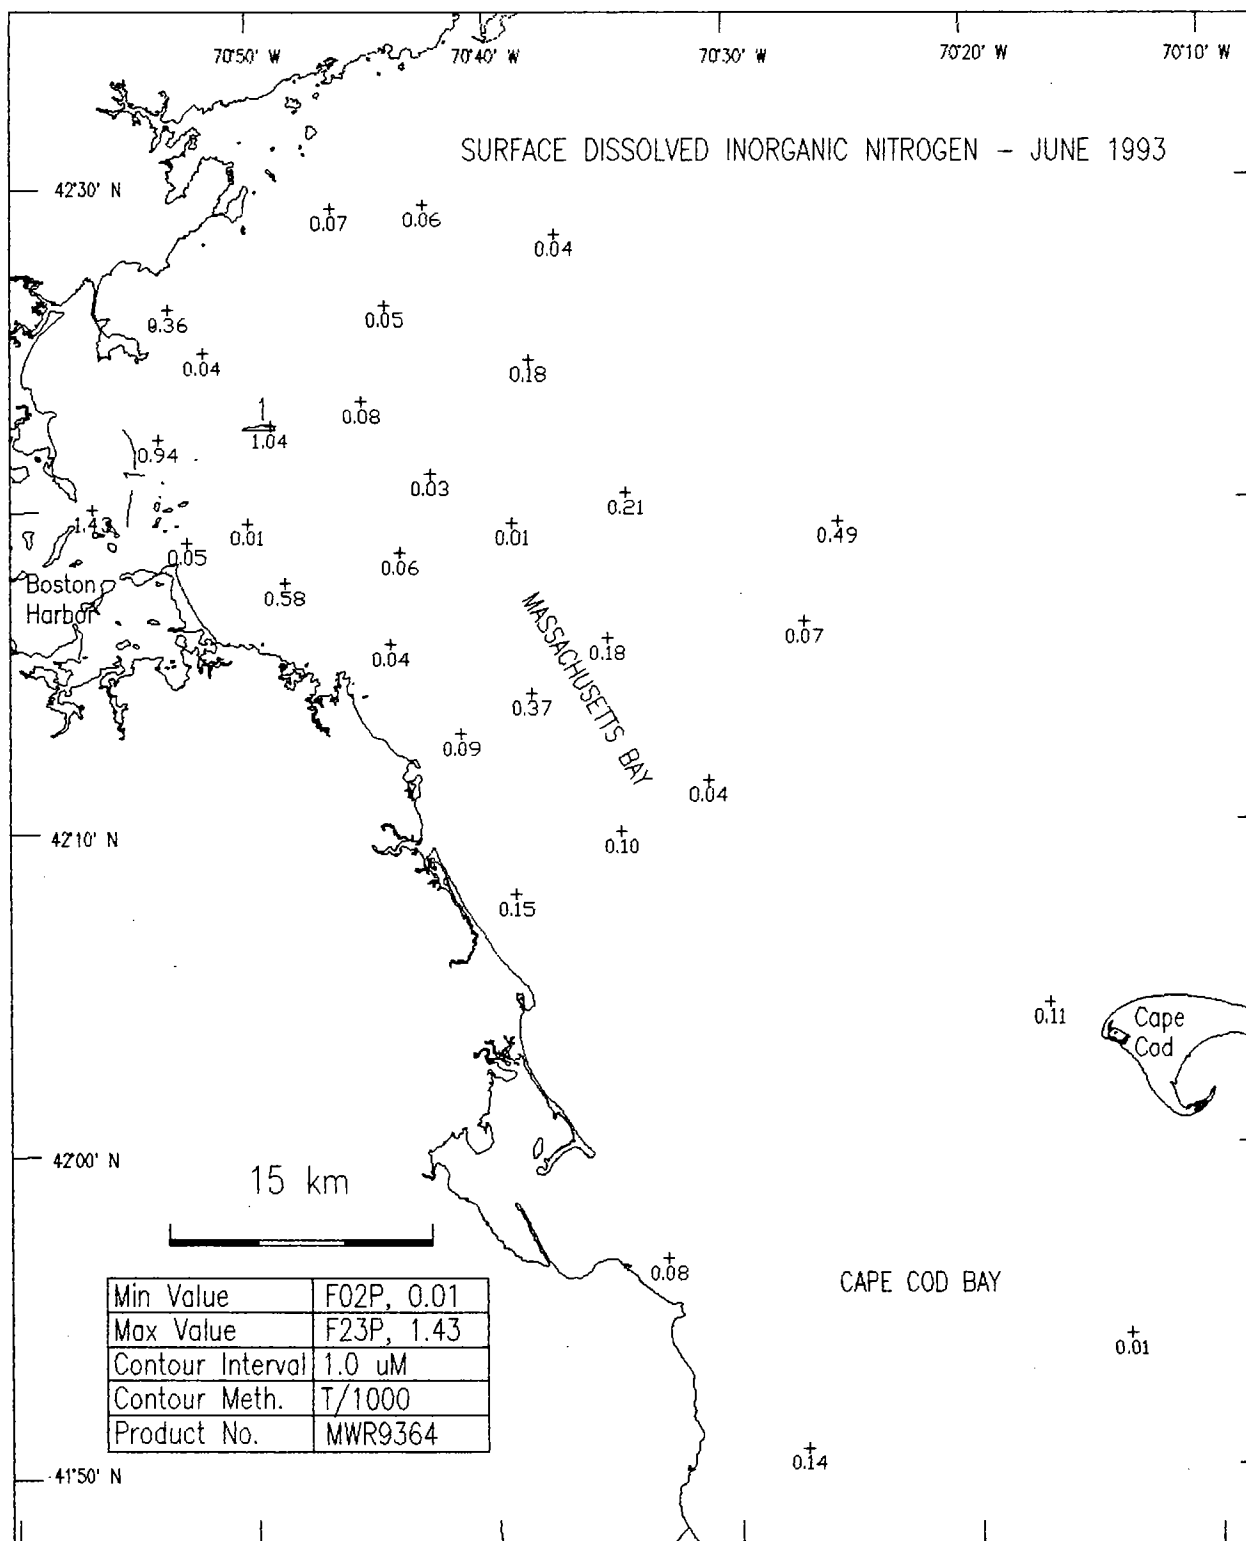 70°50' W 70°40' W 70°30' W 70°20' W 70°10' W
SURFACE DISSOLVED INORGANIC NITROGEN - JUNE 1993
42°30' N
0.07 0.06
0.04
0.36 0.05
0.04 0.18
0.08
1
1.04
0.94
0.03
0.21
1.43 0.01 0.01 0.49
0.05 0.06
Boston
Harbor
0.58
MASSACHUSETTS BAY
0.07
0.04 0.18
0.37
0.09
0.04
42°10' N
0.10
0.15
0.11
Cape
Cod
42°00' N
15 km
0.08
CAPE COD BAY
Min Value F02P, 0.01
Max Value F23P, 1.43
Contour Interval 1.0 uM
Contour Meth. T/1000
Product No. MWR9364
0.01
0.14
41°50' N